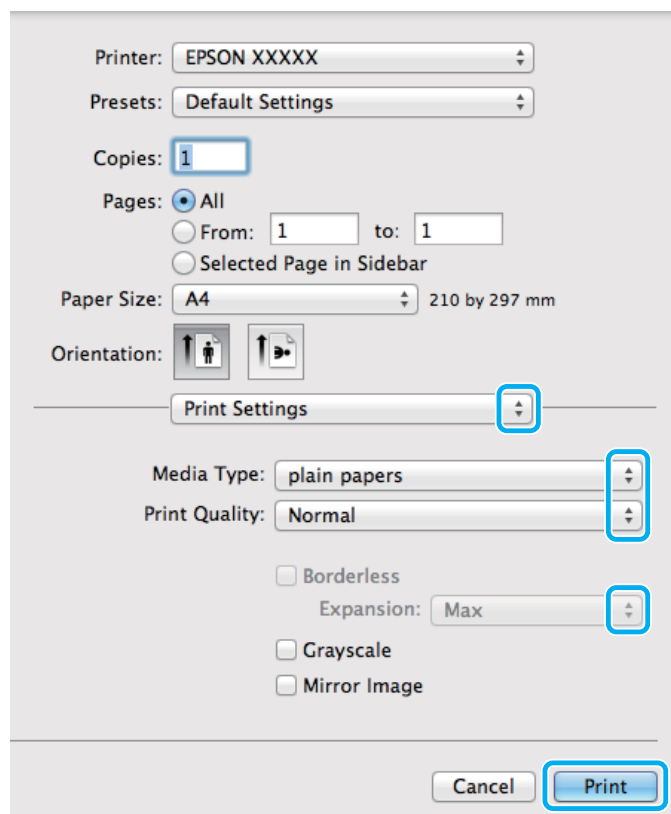 Printer: EPSON XXXXX
Presets: Default Settings
Copies: 1
Pages: All
From: 1 to: 1
Selected Page in Sidebar
Paper Size: A4 210 by 297 mm
Orientation:
Print Settings
Media Type: plain papers
Print Quality: Normal
Borderless
Expansion: Max
Grayscale
Mirror Image
Cancel Print